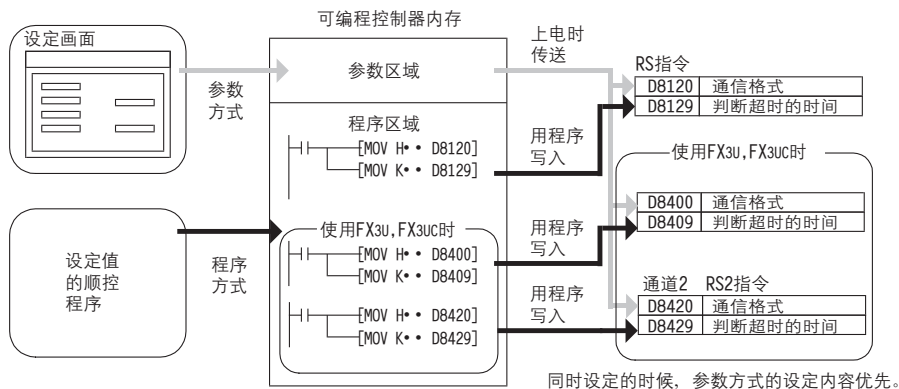 可编程控制器内存
设定画面
参数
方式
参数区域
上电时
传送
RS指令
D8120 通信格式
D8129 判断超时的时间
程序区域
[MOV H•• D8120]
[MOV K•• D8129]
用程序
写入
使用FX3U,FX3UC时
D8400 通信格式
D8409 判断超时的时间
设定值
的顺控
程序
程序
方式
使用FX3U,FX3UC时
[MOV H•• D8400]
[MOV K•• D8409]
用程序
写入
[MOV H•• D8420]
[MOV K•• D8429]
用程序
写入
通道2 RS2指令
D8420 通信格式
D8429 判断超时的时间
同时设定的时候，参数方式的设定内容优先。